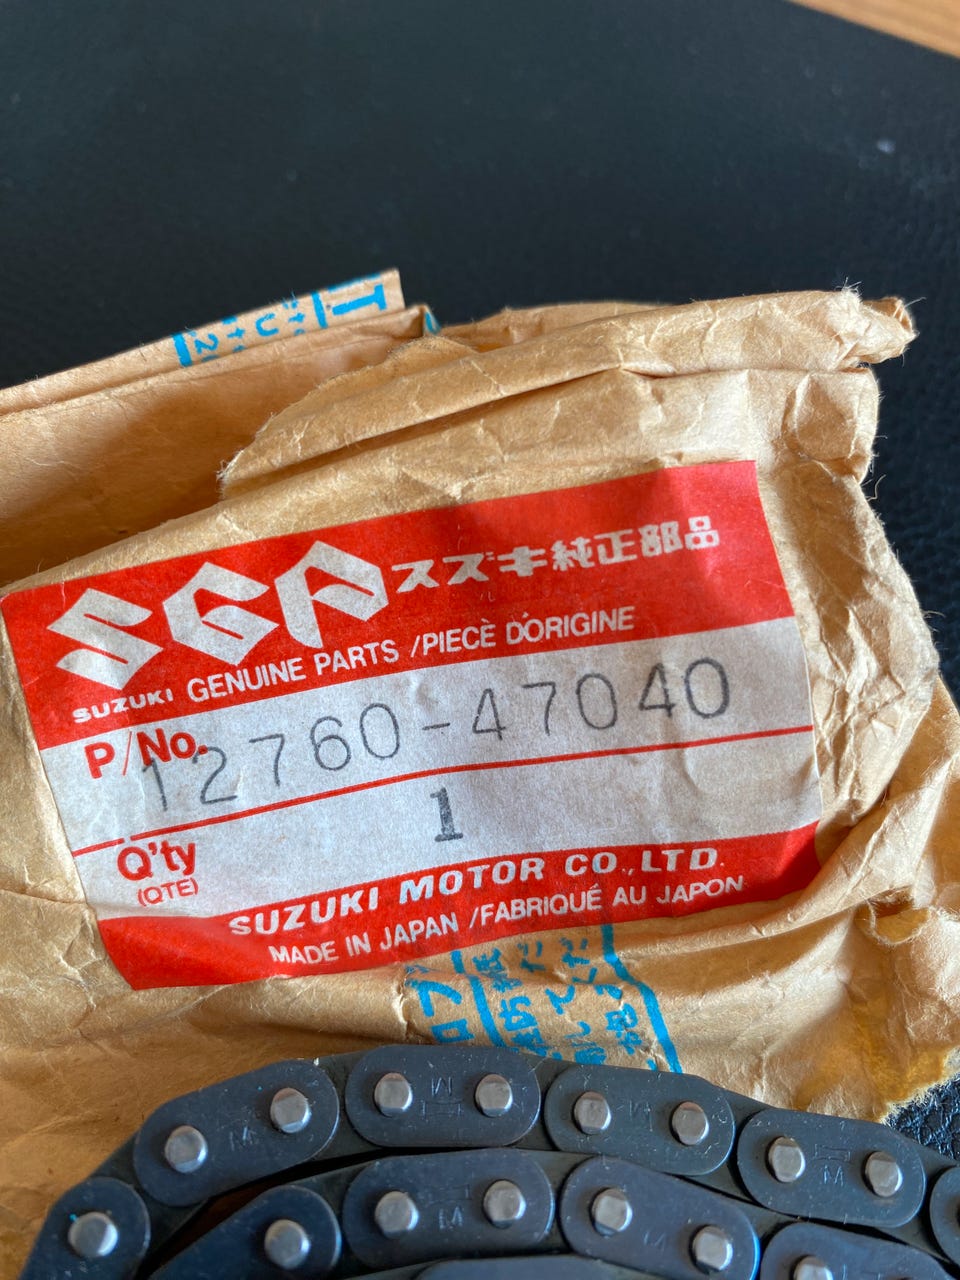 SGP スズキ純正部品
SUZUKI GENUINE PARTS /PIECÈ D'ORIGINE
P/No. 12760-47040
Q'ty 1
(QTE)
SUZUKI MOTOR CO.,LTD.
MADE IN JAPAN /FABRIQUÉ AU JAPON
M M M M
M M M